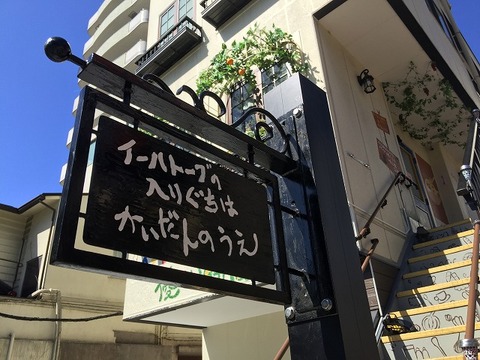 イーハトーブの
入りぐちは
かいだんのうえ